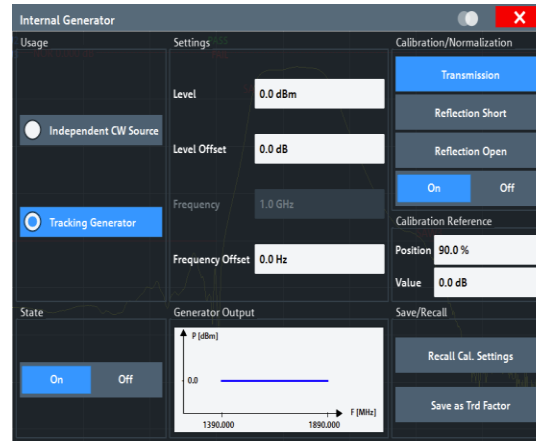 Internal Generator
Usage
Independent CW Source
Tracking Generator
Settings
Level 0.0 dBm
Level Offset 0.0 dB
Frequency 1.0 GHz
Frequency Offset 0.0 Hz
Calibration/Normalization
Transmission
Reflection Short
Reflection Open
On Off
Calibration Reference
Position 90.0 %
Value 0.0 dB
State
On Off
Generator Output
P [dBm]
0.0
F [MHz]
1390.000 1890.000
Save/Recall
Recall Cal. Settings
Save as Trd Factor